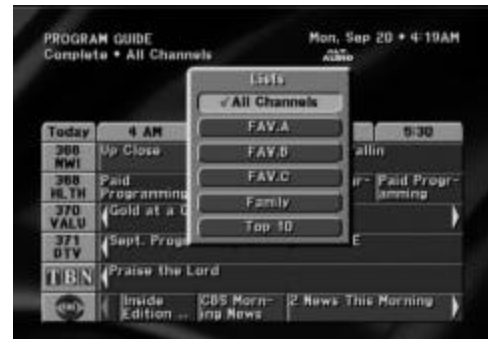 PROGRAM GUIDE
Mon, Sep 20 • 4:19AM
Complete • All Channels
ALT
AUDIO
Lists
✓All Channels
FAV.A
FAV.B
FAV.C
Family
Top 10
Today
4 AM
5:30
366
NWI
Up Close
allin
368
HLTH
Paid
Programming
r-
Paid Progr-
amming
370
VALU
Gold at a
371
DTV
Sept. Progr
E
TBN
Praise the Lord
Inside
Edition ..
CBS Morn-
ing News
2 News This Morning